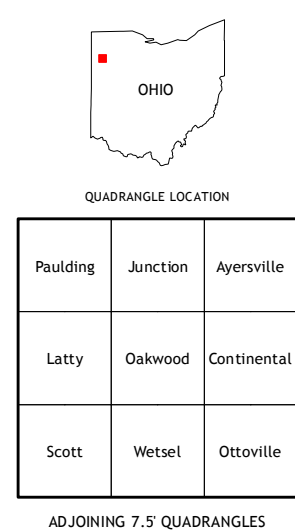 OHIO
QUADRANGLE LOCATION
Paulding Junction Ayersville
Latty Oakwood Continental
Scott Wetsel Ottoville
ADJOINING 7.5' QUADRANGLES